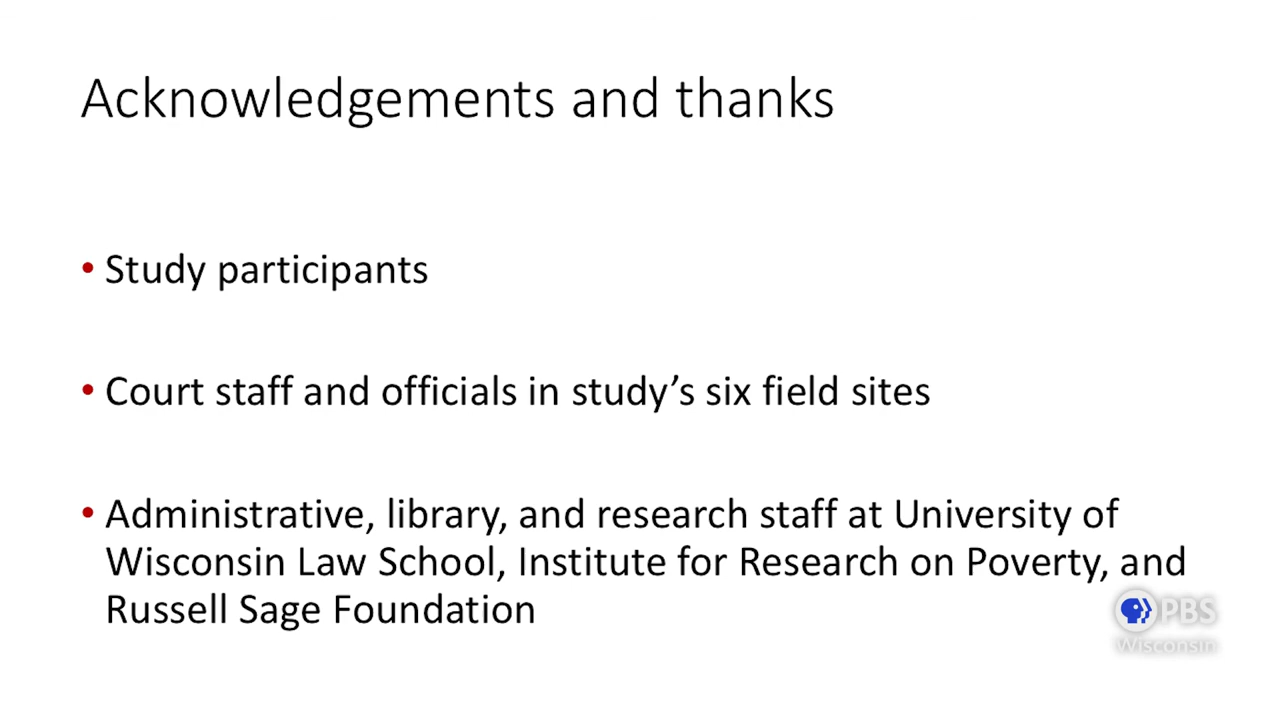 Acknowledgements and thanks
• Study participants
• Court staff and officials in study’s six field sites
• Administrative, library, and research staff at University of
Wisconsin Law School, Institute for Research on Poverty, and
Russell Sage Foundation
PBS
Wisconsin